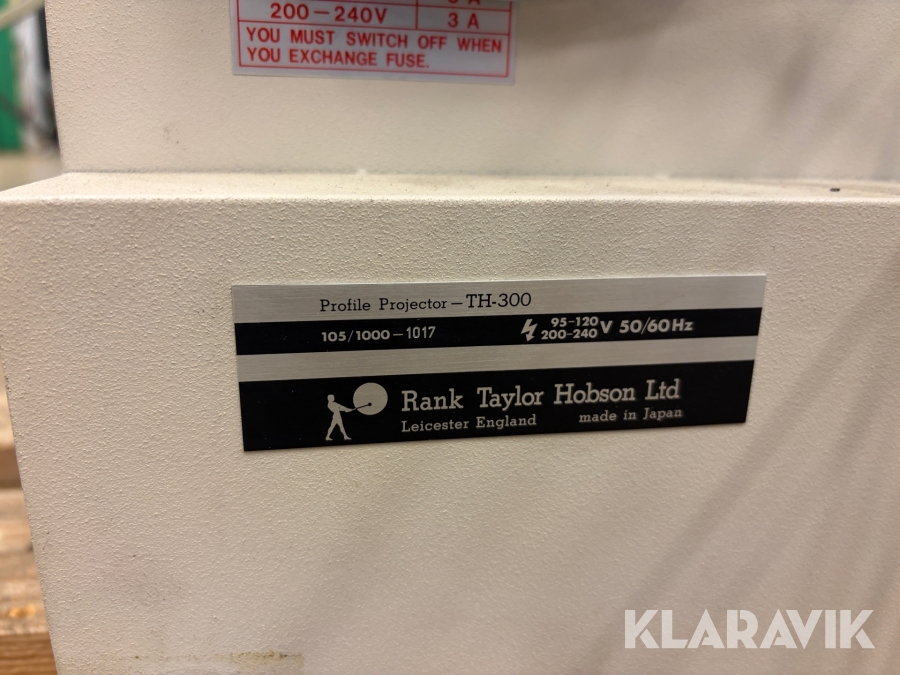 200-240V 3 A
YOU MUST SWITCH OFF WHEN
YOU EXCHANGE FUSE.
Profile Projector - TH-300
105/1000-1017 95-120 200-240 V 50/60Hz
Rank Taylor Hobson Ltd
Leicester England made in Japan
KLARAVIK